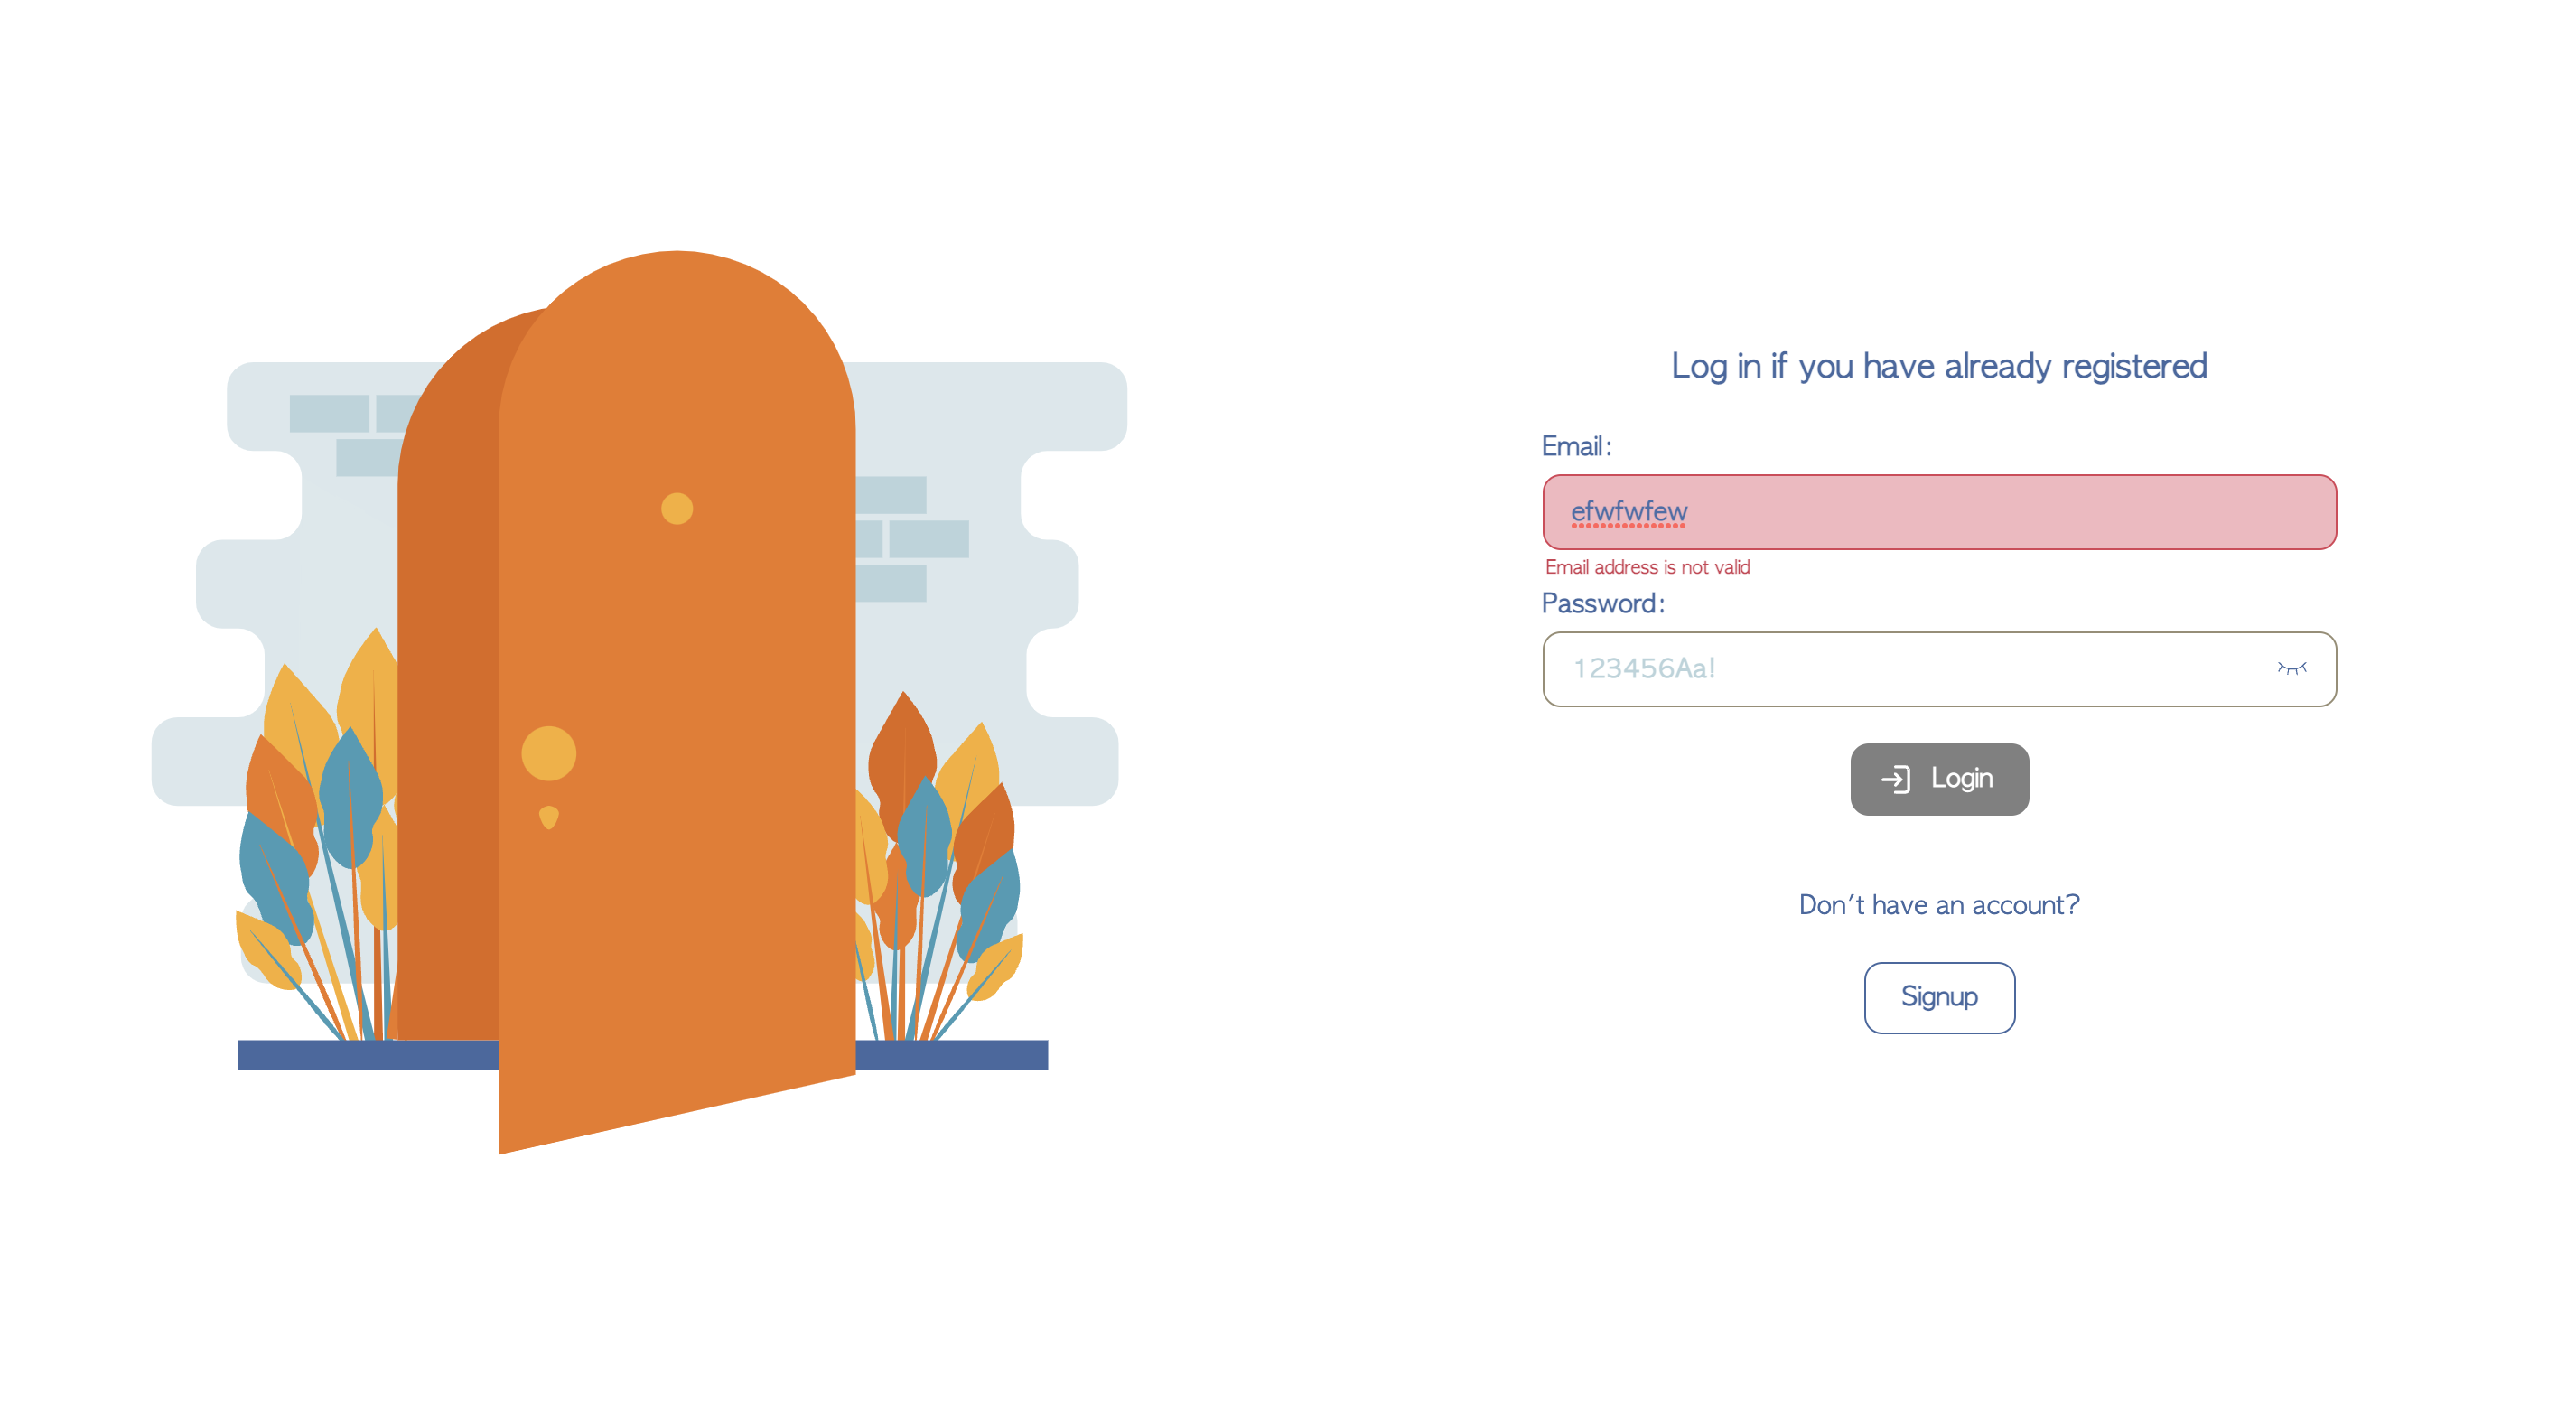 Log in if you have already registered
Email:
efwfwfew
Email address is not valid
Password:
123456Aa!
Login
Don't have an account?
Signup